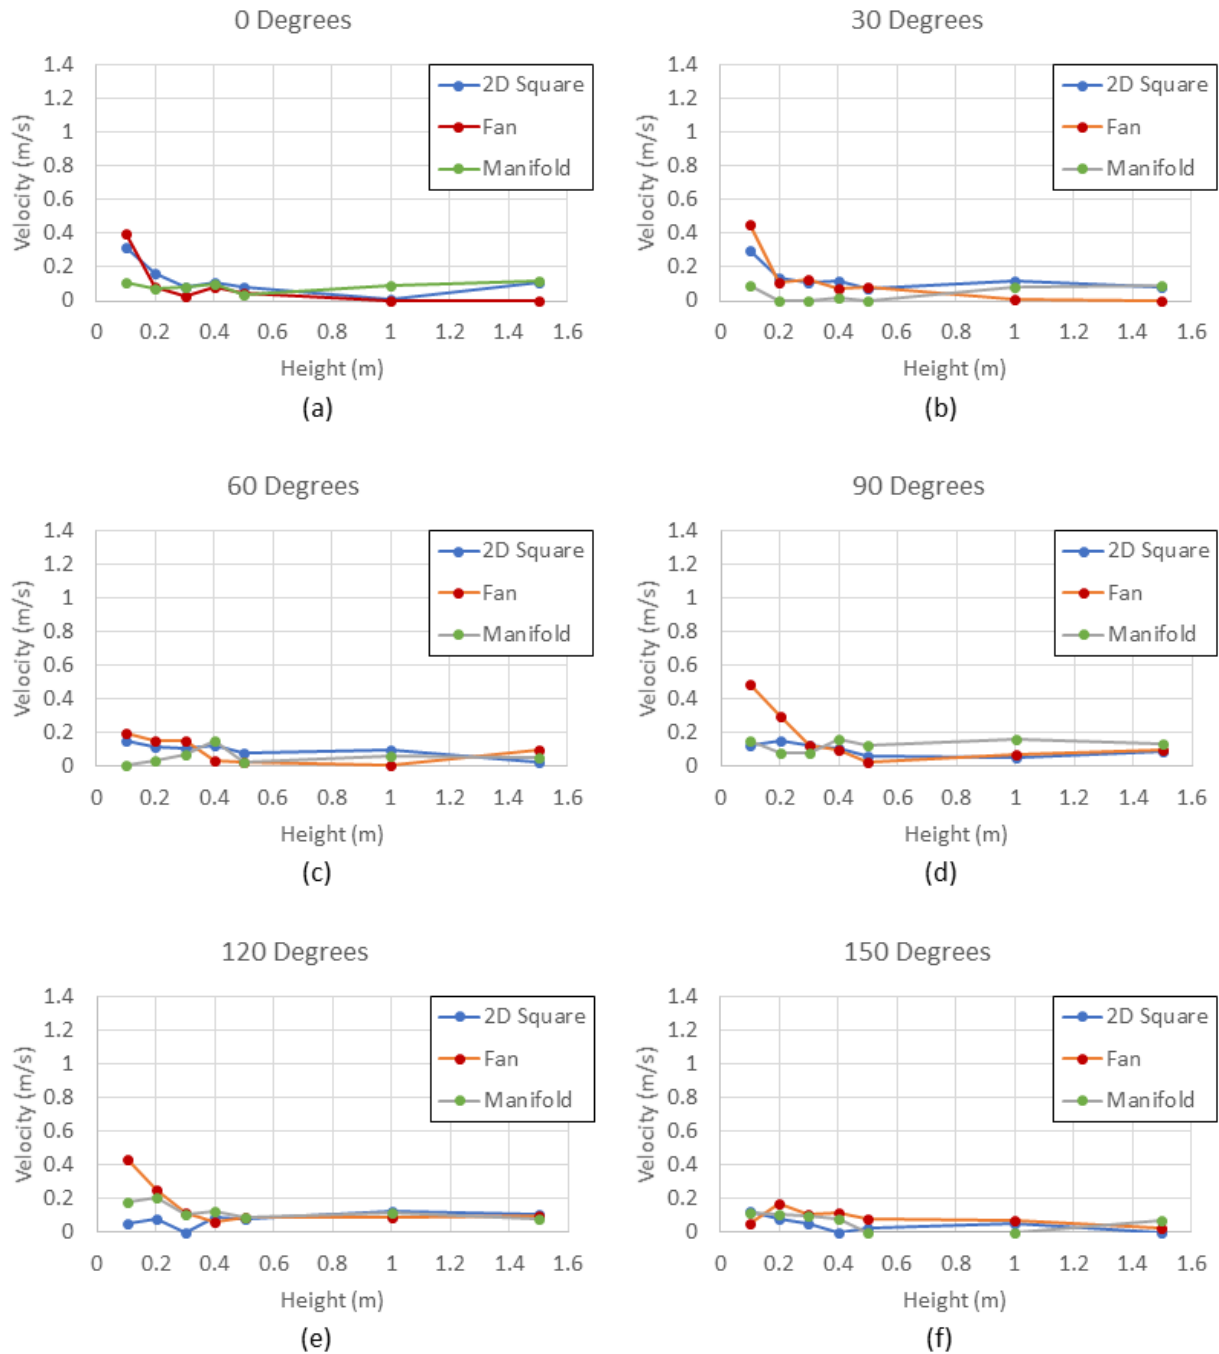 0 Degrees
1.4
1.2
1
0.8
0.6
0.4
0.2
0
Velocity (m/s)
2D Square
Fan
Manifold
0 0.2 0.4 0.6 0.8 1 1.2 1.4 1.6
Height (m)
(a)
30 Degrees
1.4
1.2
1
0.8
0.6
0.4
0.2
0
Velocity (m/s)
2D Square
Fan
Manifold
0 0.2 0.4 0.6 0.8 1 1.2 1.4 1.6
Height (m)
(b)
60 Degrees
1.4
1.2
1
0.8
0.6
0.4
0.2
0
Velocity (m/s)
2D Square
Fan
Manifold
0 0.2 0.4 0.6 0.8 1 1.2 1.4 1.6
Height (m)
(c)
90 Degrees
1.4
1.2
1
0.8
0.6
0.4
0.2
0
Velocity (m/s)
2D Square
Fan
Manifold
0 0.2 0.4 0.6 0.8 1 1.2 1.4 1.6
Height (m)
(d)
120 Degrees
1.4
1.2
1
0.8
0.6
0.4
0.2
0
Velocity (m/s)
2D Square
Fan
Manifold
0 0.2 0.4 0.6 0.8 1 1.2 1.4 1.6
Height (m)
(e)
150 Degrees
1.4
1.2
1
0.8
0.6
0.4
0.2
0
Velocity (m/s)
2D Square
Fan
Manifold
0 0.2 0.4 0.6 0.8 1 1.2 1.4 1.6
Height (m)
(f)